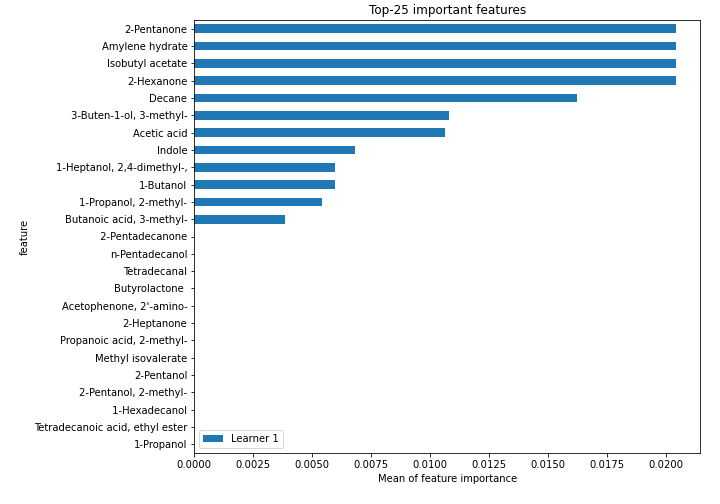 Top-25 important features
2-Pentanone
Amylene hydrate
Isobutyl acetate
2-Hexanone
Decane
3-Buten-1-ol, 3-methyl-
Acetic acid
Indole
1-Heptanol, 2,4-dimethyl-,
1-Butanol
1-Propanol, 2-methyl-
Butanoic acid, 3-methyl-
2-Pentadecanone
n-Pentadecanol
Tetradecanal
Butyrolactone
Acetophenone, 2'-amino-
2-Heptanone
Propanoic acid, 2-methyl-
Methyl isovalerate
2-Pentanol
2-Pentanol, 2-methyl-
1-Hexadecanol
Tetradecanoic acid, ethyl ester
1-Propanol
feature
Learner 1
0.0000 0.0025 0.0050 0.0075 0.0100 0.0125 0.0150 0.0175 0.0200
Mean of feature importance